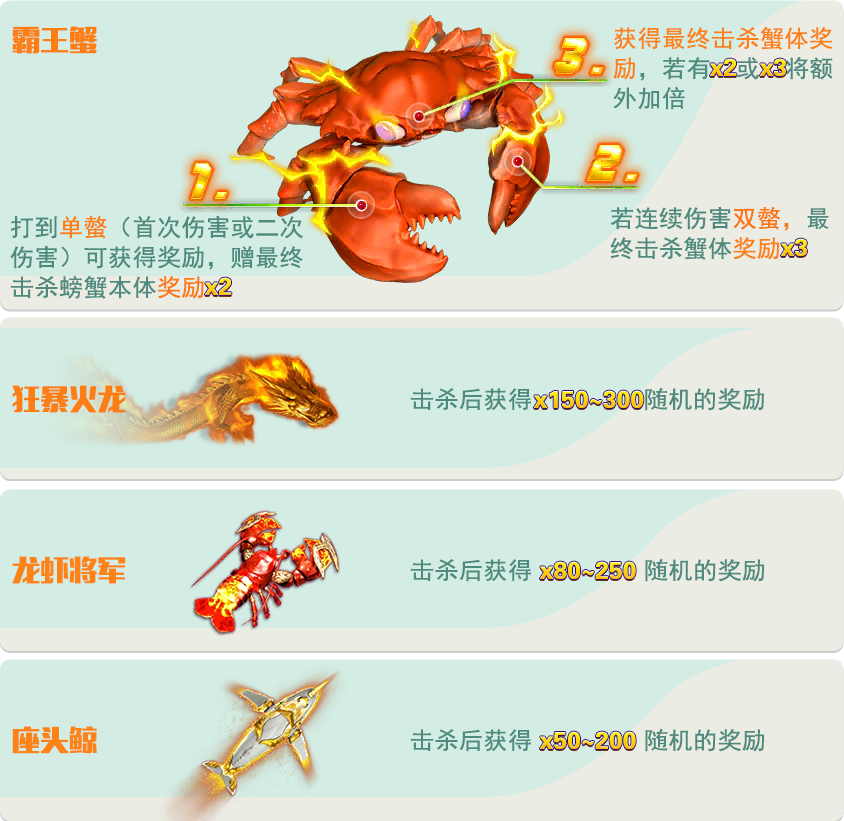 霸王蟹
3.
获得最终击杀蟹体奖
励，若有x2或x3将额
外加倍
1.
打到单螯（首次伤害或二次
伤害）可获得奖励，赠最终
击杀螃蟹本体奖励x2
2.
若连续伤害双螯，最
终击杀蟹体奖励x3
狂暴火龙
击杀后获得x150~300随机的奖励
龙虾将军
击杀后获得 x80~250 随机的奖励
座头鲸
击杀后获得 x50~200 随机的奖励